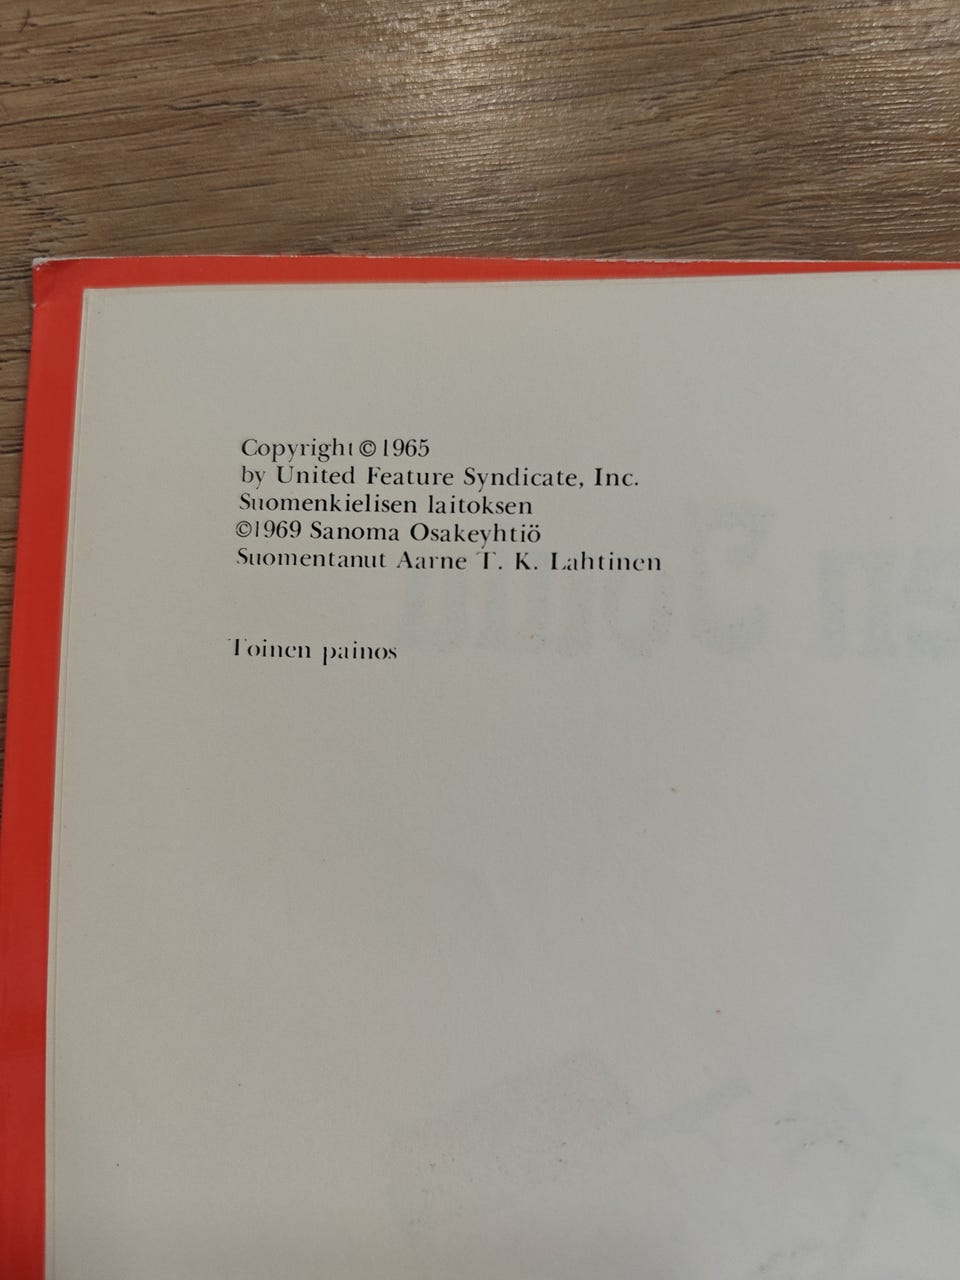 Copyright © 1965
by United Feature Syndicate, Inc.
Suomenkielisen laitoksen
©1969 Sanoma Osakeyhtiö
Suomentanut Aarne T. K. Lahtinen
Toinen painos